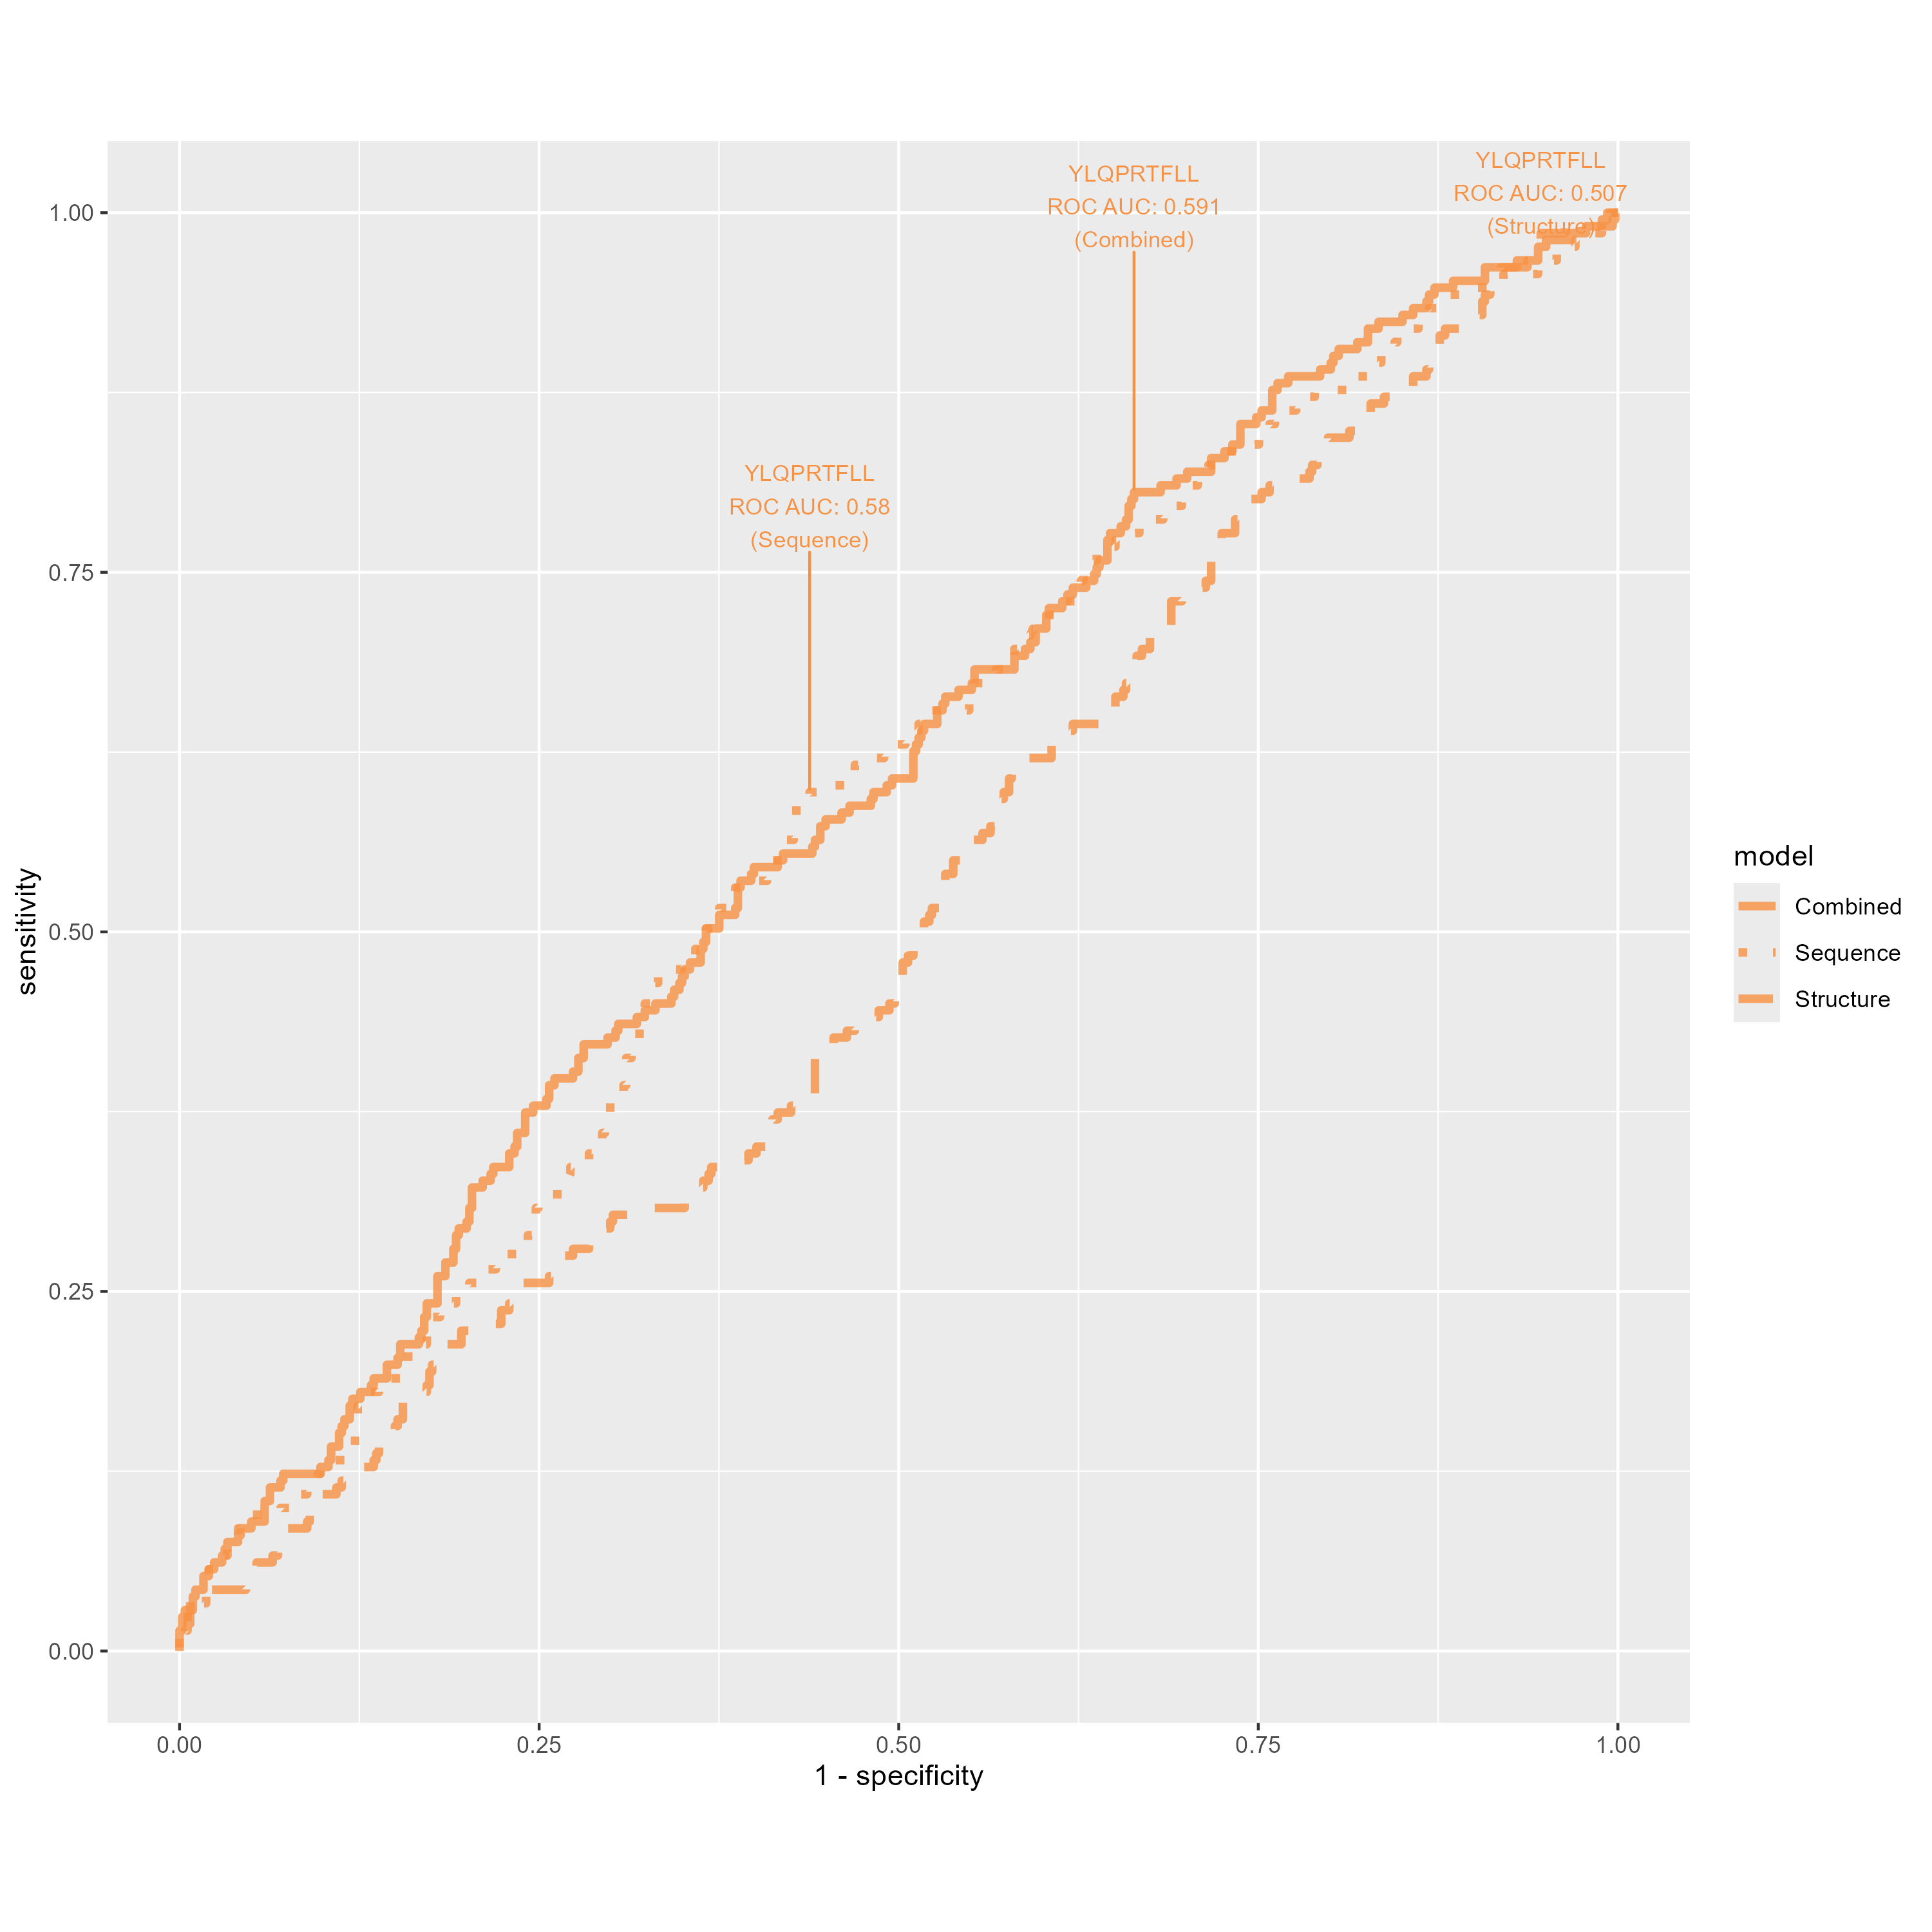 YLQPRTFLL
ROC AUC: 0.507
(Structure)
YLQPRTFLL
ROC AUC: 0.591
(Combined)
YLQPRTFLL
ROC AUC: 0.58
(Sequence)
1.00
0.75
0.50
0.25
0.00
sensitivity
0.00
0.25
0.50
0.75
1.00
1 - specificity
model
Combined
Sequence
Structure